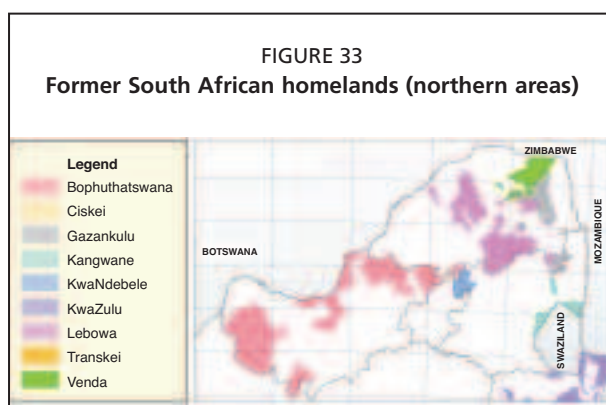 FIGURE 33
Former South African homelands (northern areas)
Legend
Bophuthatswana
Ciskei
Gazankulu
Kangwane
KwaNdebele
KwaZulu
Lebowa
Transkei
Venda
ZIMBABWE
BOTSWANA
MOZAMBIQUE
SWAZILAND